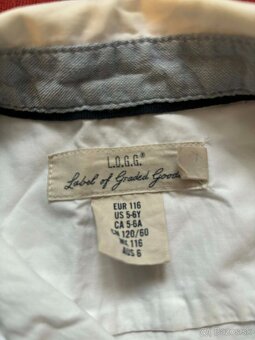 L.O.G.G.®
Label of Graded Goods
EUR 116
US 5-6Y
CA 5-6A
CN 120/60
MX 116
AUS 6